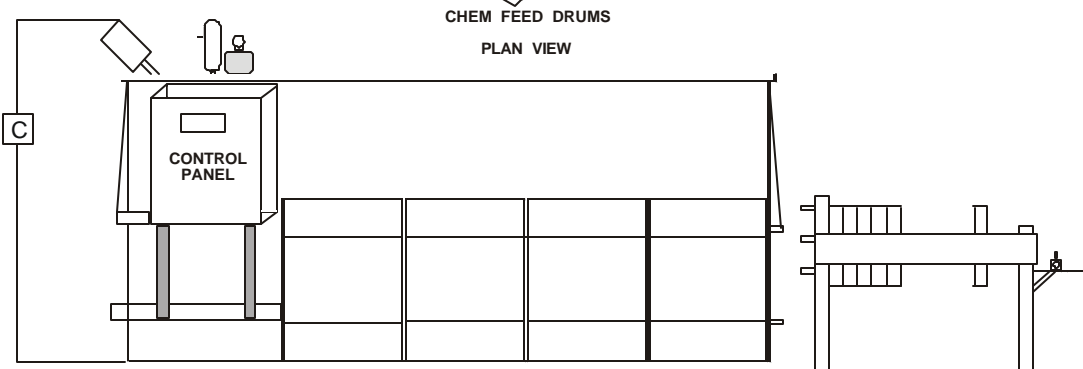 CHEM FEED DRUMS
PLAN VIEW
C
CONTROL
PANEL